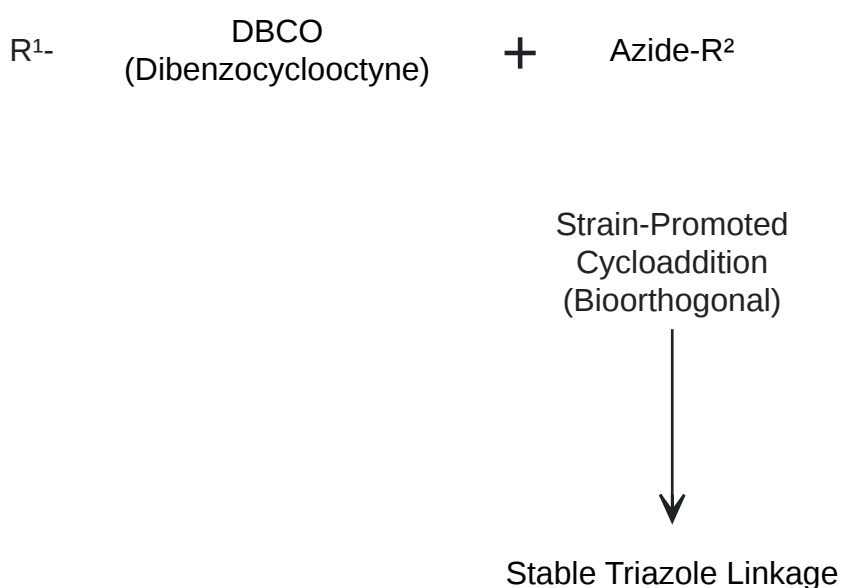 R¹-
DBCO
(Dibenzocyclooctyne)
+
Azide-R²
Strain-Promoted
Cycloaddition
(Bioorthogonal)
Stable Triazole Linkage